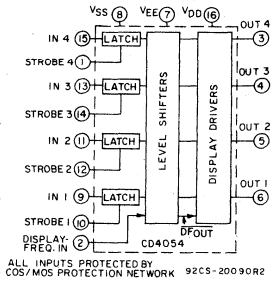 VSS VEE VDD
8 7 16
IN 4 15 LATCH OUT 4 3
STROBE 4 1
IN 3 13 LATCH OUT 3 4
STROBE 3 14
IN 2 11 LATCH OUT 2 5
STROBE 2 12
IN 1 9 LATCH OUT 1 6
STROBE 1 10
LEVEL SHIFTERS
DISPLAY DRIVERS
DISPLAY-
FREQ. IN 2
DFOUT
CD4054
ALL INPUTS PROTECTED BY
COS/MOS PROTECTION NETWORK 92CS-20090R2